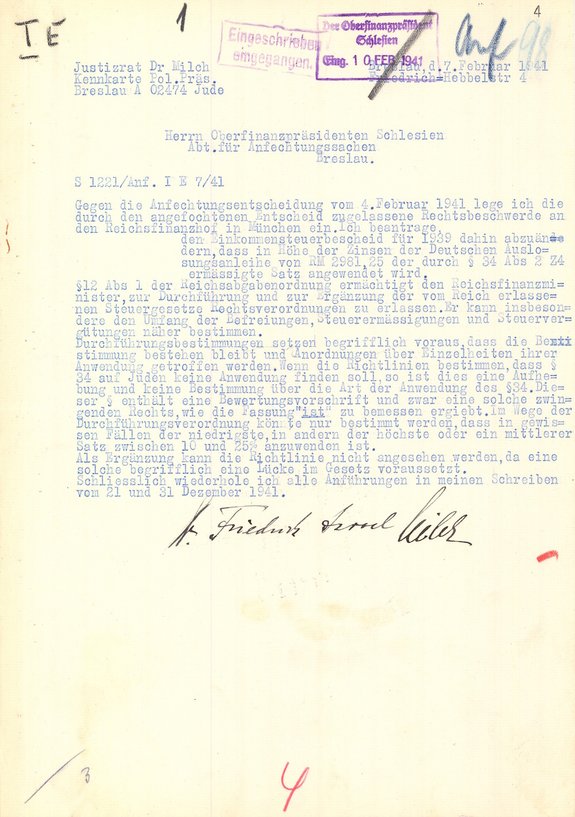 4
I E
1
Eingeschrieben
eingegangen.
Der Oberfinanzpräsident
Schlesien
Eing. 10 FEB. 1941
Anf 98
Justizrat Dr Milch
Kennkarte Pol.Präs.
Breslau A 02474 Jude
Breslau,d.7.Februar 1941
Friedrich=Hebbelstr 4
Herrn Oberfinanzpräsidenten Schlesien
Abt.für Anfechtungssachen
Breslau.
S 1221/Anf. I E 7/41
Gegen die Anfechtungsentscheidung vom 4.Februar 1941 lege ich die
durch den angefochtenen Entscheid zugelassene Rechtsbeschwerde an
den Reichsfinanzhof in München ein.Ich beantrage,
den Einkommensteuerbescheid für 1939 dahin abzuände=
dern,dass in Höhe der Zinsen der Deutschen Auslo=
sungsanleihe von RM 2981,25 der durch § 34 Abs 2 Z4
ermässigte Satz angewendet wird.
§12 Abs 1 der Reichsabgabenordnung ermächtigt den Reichsfinanzmi=
nister,zur Durchführung und zur Ergänzung der vom Reich erlasse=
nen Steuergesetze Rechtsverordnungen zu erlassen.Er kann insbeson=
dere den Umfang der Befreiungen,Steuerermässigungen und Steuerver=
gütungen näher bestimmen.
Durchführungsbestimmungen setzen begrifflich voraus,dass die Be
stimmung bestehen bleibt und Anordnungen über Einzelheiten ihrer
Anwendung getroffen werden.Wenn die Richtlinien bestimmen,dass §
34 auf Juden keine Anwendung finden soll,so ist dies eine Aufhe=
bung und keine Bestimmung über die Art der Anwendung des §34.Die=
ser § enthält eine Bewertungsvorschrift und zwar eine solche zwin=
genden Rechts,wie die Fassung"ist" zu bemessen ergiebt.Im Wege der
Durchführungsverordnung könnte nur bestimmt werden,dass in gewis=
sen Fällen der niedrigste,in andern der höchste oder ein mittlerer
Satz zwischen 10 und 25% anzuwenden ist.
Als Ergänzung kann die Richtlinie nicht angesehen werden,da eine
solche begrifflich eine Lücke im Gesetz voraussetzt.
Schliesslich wiederhole ich alle Anführungen in meinen Schreiben
vom 21 und 31 Dezember 1941.
Dr. Friedrich Israel Milch
3
4